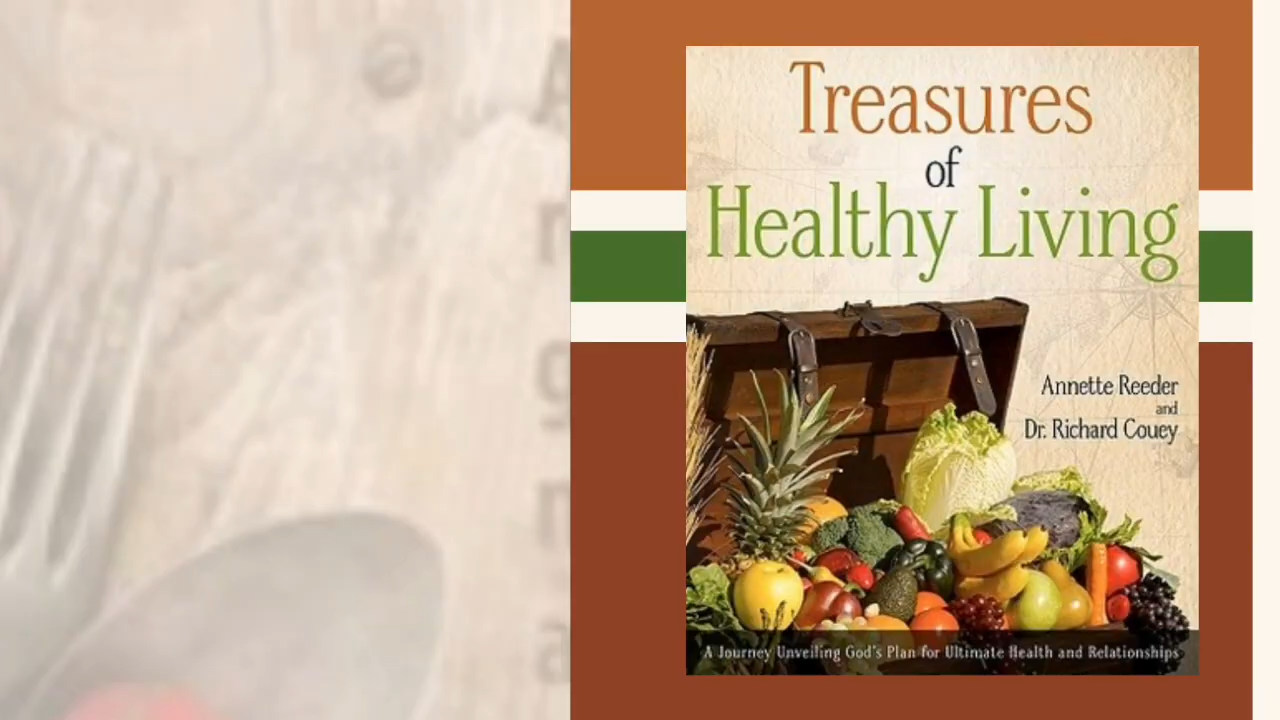 Treasures
of
Healthy Living
Annette Reeder
and
Dr. Richard Couey
A Journey Unveiling God's Plan for Ultimate Health and Relationships